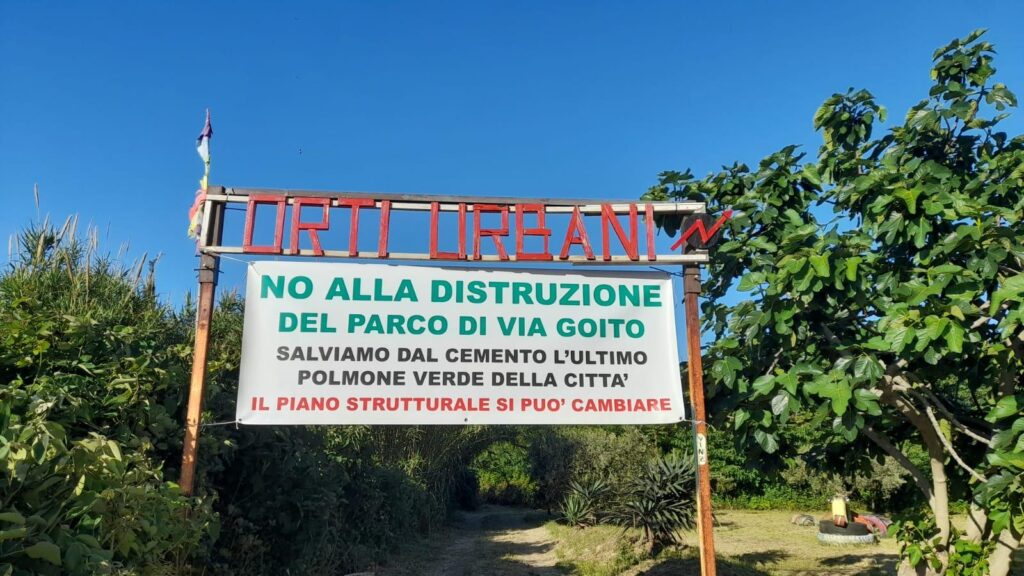 ORTI URBANI
NO ALLA DISTRUZIONE
DEL PARCO DI VIA GOITO
SALVIAMO DAL CEMENTO L'ULTIMO
POLMONE VERDE DELLA CITTA'
IL PIANO STRUTTURALE SI PUO' CAMBIARE